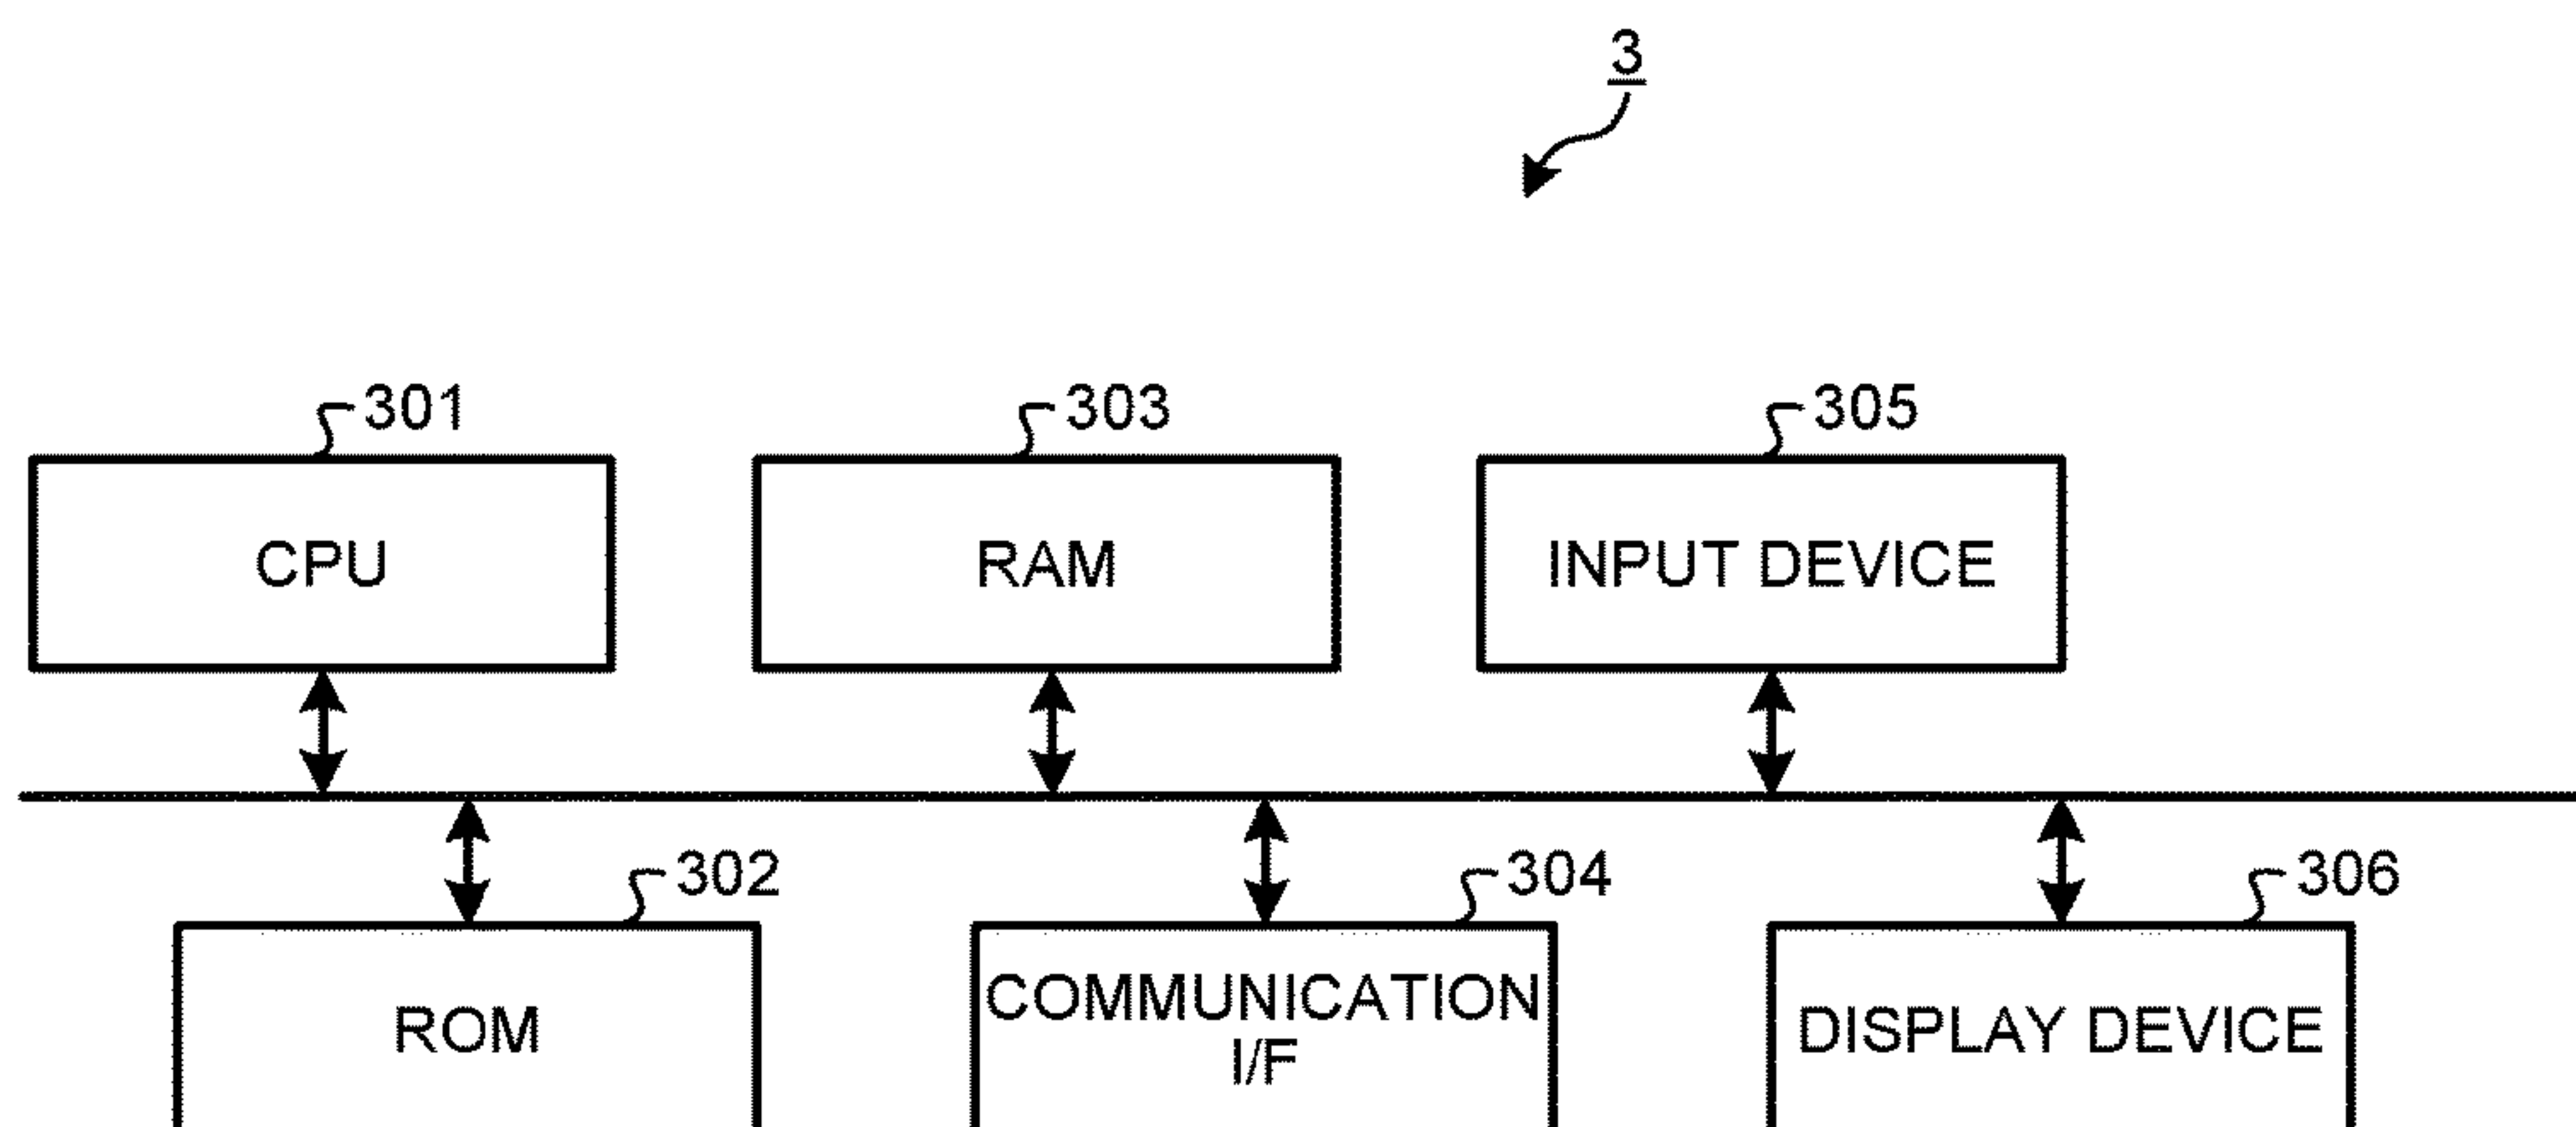 3
301
303
305
CPU
RAM
INPUT DEVICE
302
304
306
ROM
COMMUNICATION
I/F
DISPLAY DEVICE